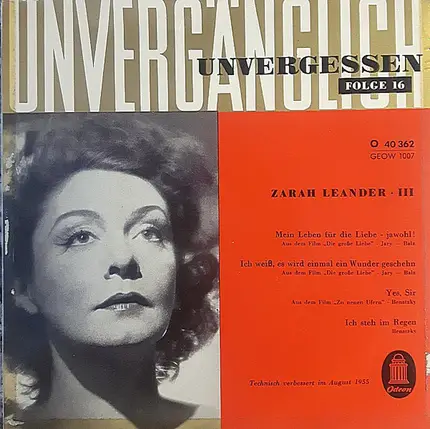 UNVERGÄNGLICH
UNVERGESSEN
FOLGE 16
O 40 362
GEOW 1007
ZARAH LEANDER · III
Mein Leben für die Liebe - jawohl!
Aus dem Film „Die große Liebe" - Jary — Balz
Ich weiß, es wird einmal ein Wunder geschehn
Aus dem Film „Die große Liebe" - Jary — Balz
Yes, Sir
Aus dem Film „Zu neuen Ufern" - Benatzky
Ich steh im Regen
Benatzky
Odeon
Technisch verbessert im August 1955